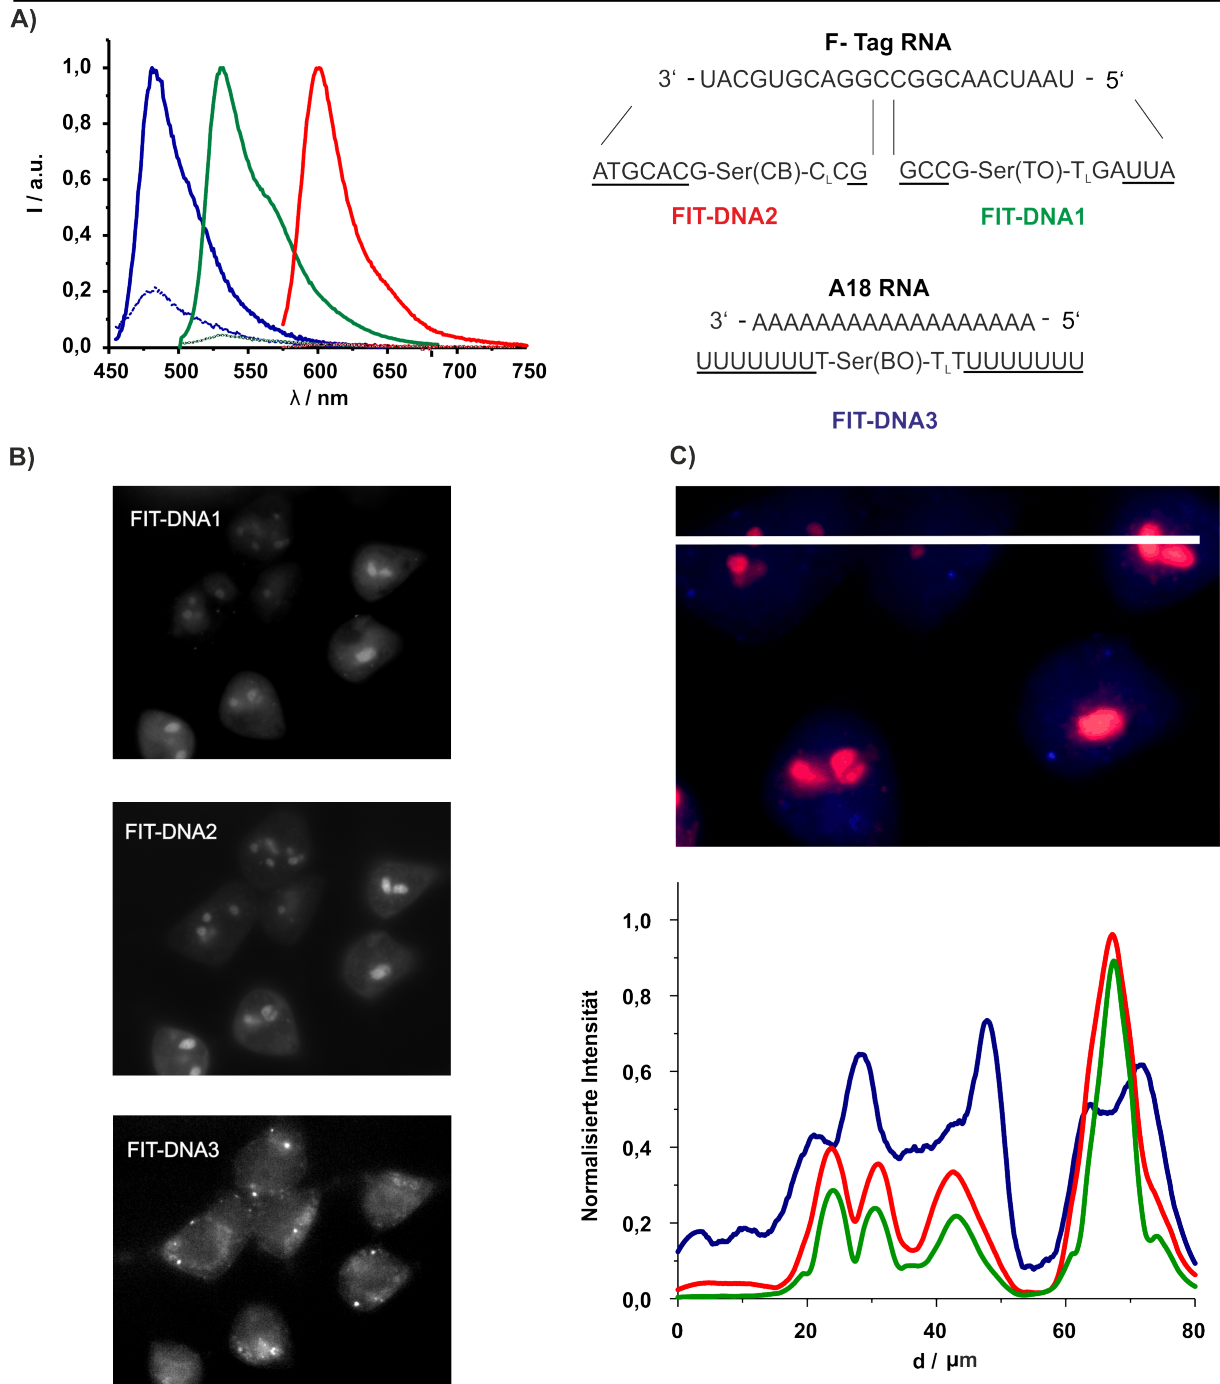 A)
I / a.u.
1,0
0,8
0,6
0,4
0,2
0,0
450 500 550 600 650 700 750
λ / nm
F- Tag RNA
3‘ - UACGUGCAGGCCGGCAACUAAU - 5‘
ATGCACG-Ser(CB)-CLCG GCCG-Ser(TO)-TLGAUUA
FIT-DNA2 FIT-DNA1
A18 RNA
3‘ - AAAAAAAAAAAAAAAAAA - 5‘
UUUUUUUT-Ser(BO)-TLTUUUUUUU
FIT-DNA3
B)
FIT-DNA1
FIT-DNA2
FIT-DNA3
C)
Normalisierte Intensität
1,0
0,8
0,6
0,4
0,2
0,0
0 20 40 60 80
d / µm